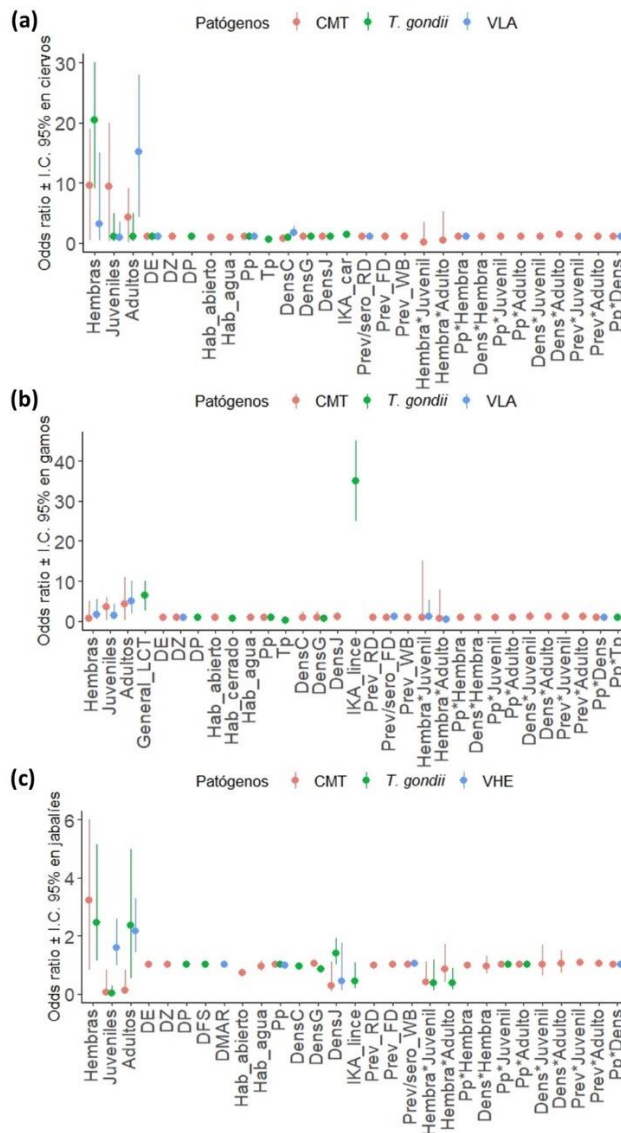 (a)
Patógenos CMT T. gondii VLA
Odds ratio ± I.C. 95% en ciervos
30
20
10
0
Hembras
Juveniles
Adultos
DE
DZ
DP
Hab_abierto
Hab_agua
Pp
Tp
DensC
DensG
DensJ
IKA_car
Prev/sero_RD
Prev_FD
Prev_WB
Hembra*Juvenil
Hembra*Adulto
Pp*Hembra
Dens*Hembra
Pp*Juvenil
Pp*Adulto
Dens*Juvenil
Dens*Adulto
Prev*Juvenil
Prev*Adulto
Pp*Dens
(b)
Patógenos CMT T. gondii VLA
Odds ratio ± I.C. 95% en gamos
40
30
20
10
0
Hembras
Juveniles
Adultos
General_LCT
DE
DZ
DP
Hab_abierto
Hab_cerrado
Hab_agua
Pp
Tp
DensC
DensG
DensJ
IKA_lince
Prev_RD
Prev/sero_FD
Prev_WB
Hembra*Juvenil
Hembra*Adulto
Pp*Hembra
Dens*Hembra
Pp*Juvenil
Pp*Adulto
Dens*Juvenil
Dens*Adulto
Prev*Juvenil
Prev*Adulto
Pp*Dens
Pp*Tp
(c)
Patógenos CMT T. gondii VHE
Odds ratio ± I.C. 95% en jabalíes
6
4
2
0
Hembras
Juveniles
Adultos
DE
DZ
DP
DFS
DMAR
Hab_abierto
Hab_agua
Pp
DensC
DensG
DensJ
IKA_lince
Prev_RD
Prev_FD
Prev/sero_WB
Hembra*Juvenil
Hembra*Adulto
Pp*Hembra
Dens*Hembra
Pp*Juvenil
Pp*Adulto
Dens*Juvenil
Dens*Adulto
Prev*Juvenil
Prev*Adulto
Pp*Dens